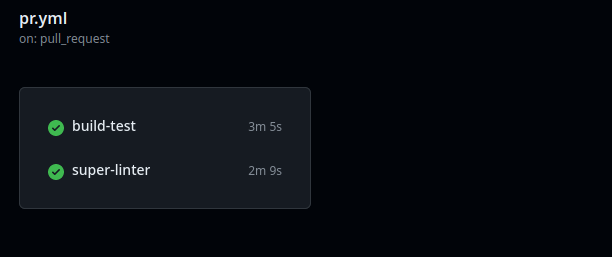 pr.yml
on: pull_request
build-test 3m 5s
super-linter 2m 9s